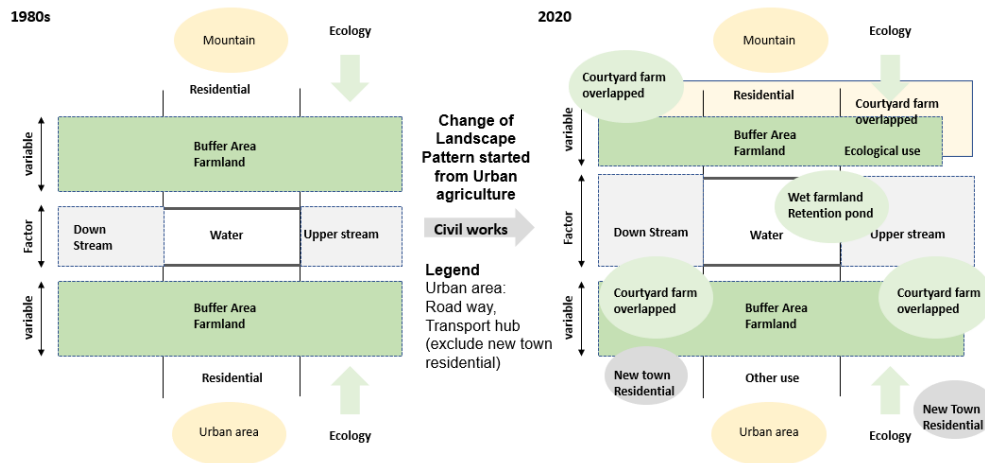 1980s
Mountain
Ecology
Residential
variable
Buffer Area
Farmland
Factor
Down
Stream
Water
Upper stream
variable
Buffer Area
Farmland
Residential
Urban area
Ecology
Change of
Landscape
Pattern started
from Urban
agriculture
Civil works
Legend
Urban area:
Road way,
Transport hub
(exclude new town
residential)
2020
Mountain
Ecology
Courtyard farm
overlapped
Residential
Courtyard farm
overlapped
variable
Buffer Area
Farmland
Ecological use
Wet farmland
Retention pond
Factor
Down Stream
Water
Upper stream
Courtyard farm
overlapped
Courtyard farm
overlapped
variable
Buffer Area
Farmland
New town
Residential
Other use
New Town
Residential
Urban area
Ecology